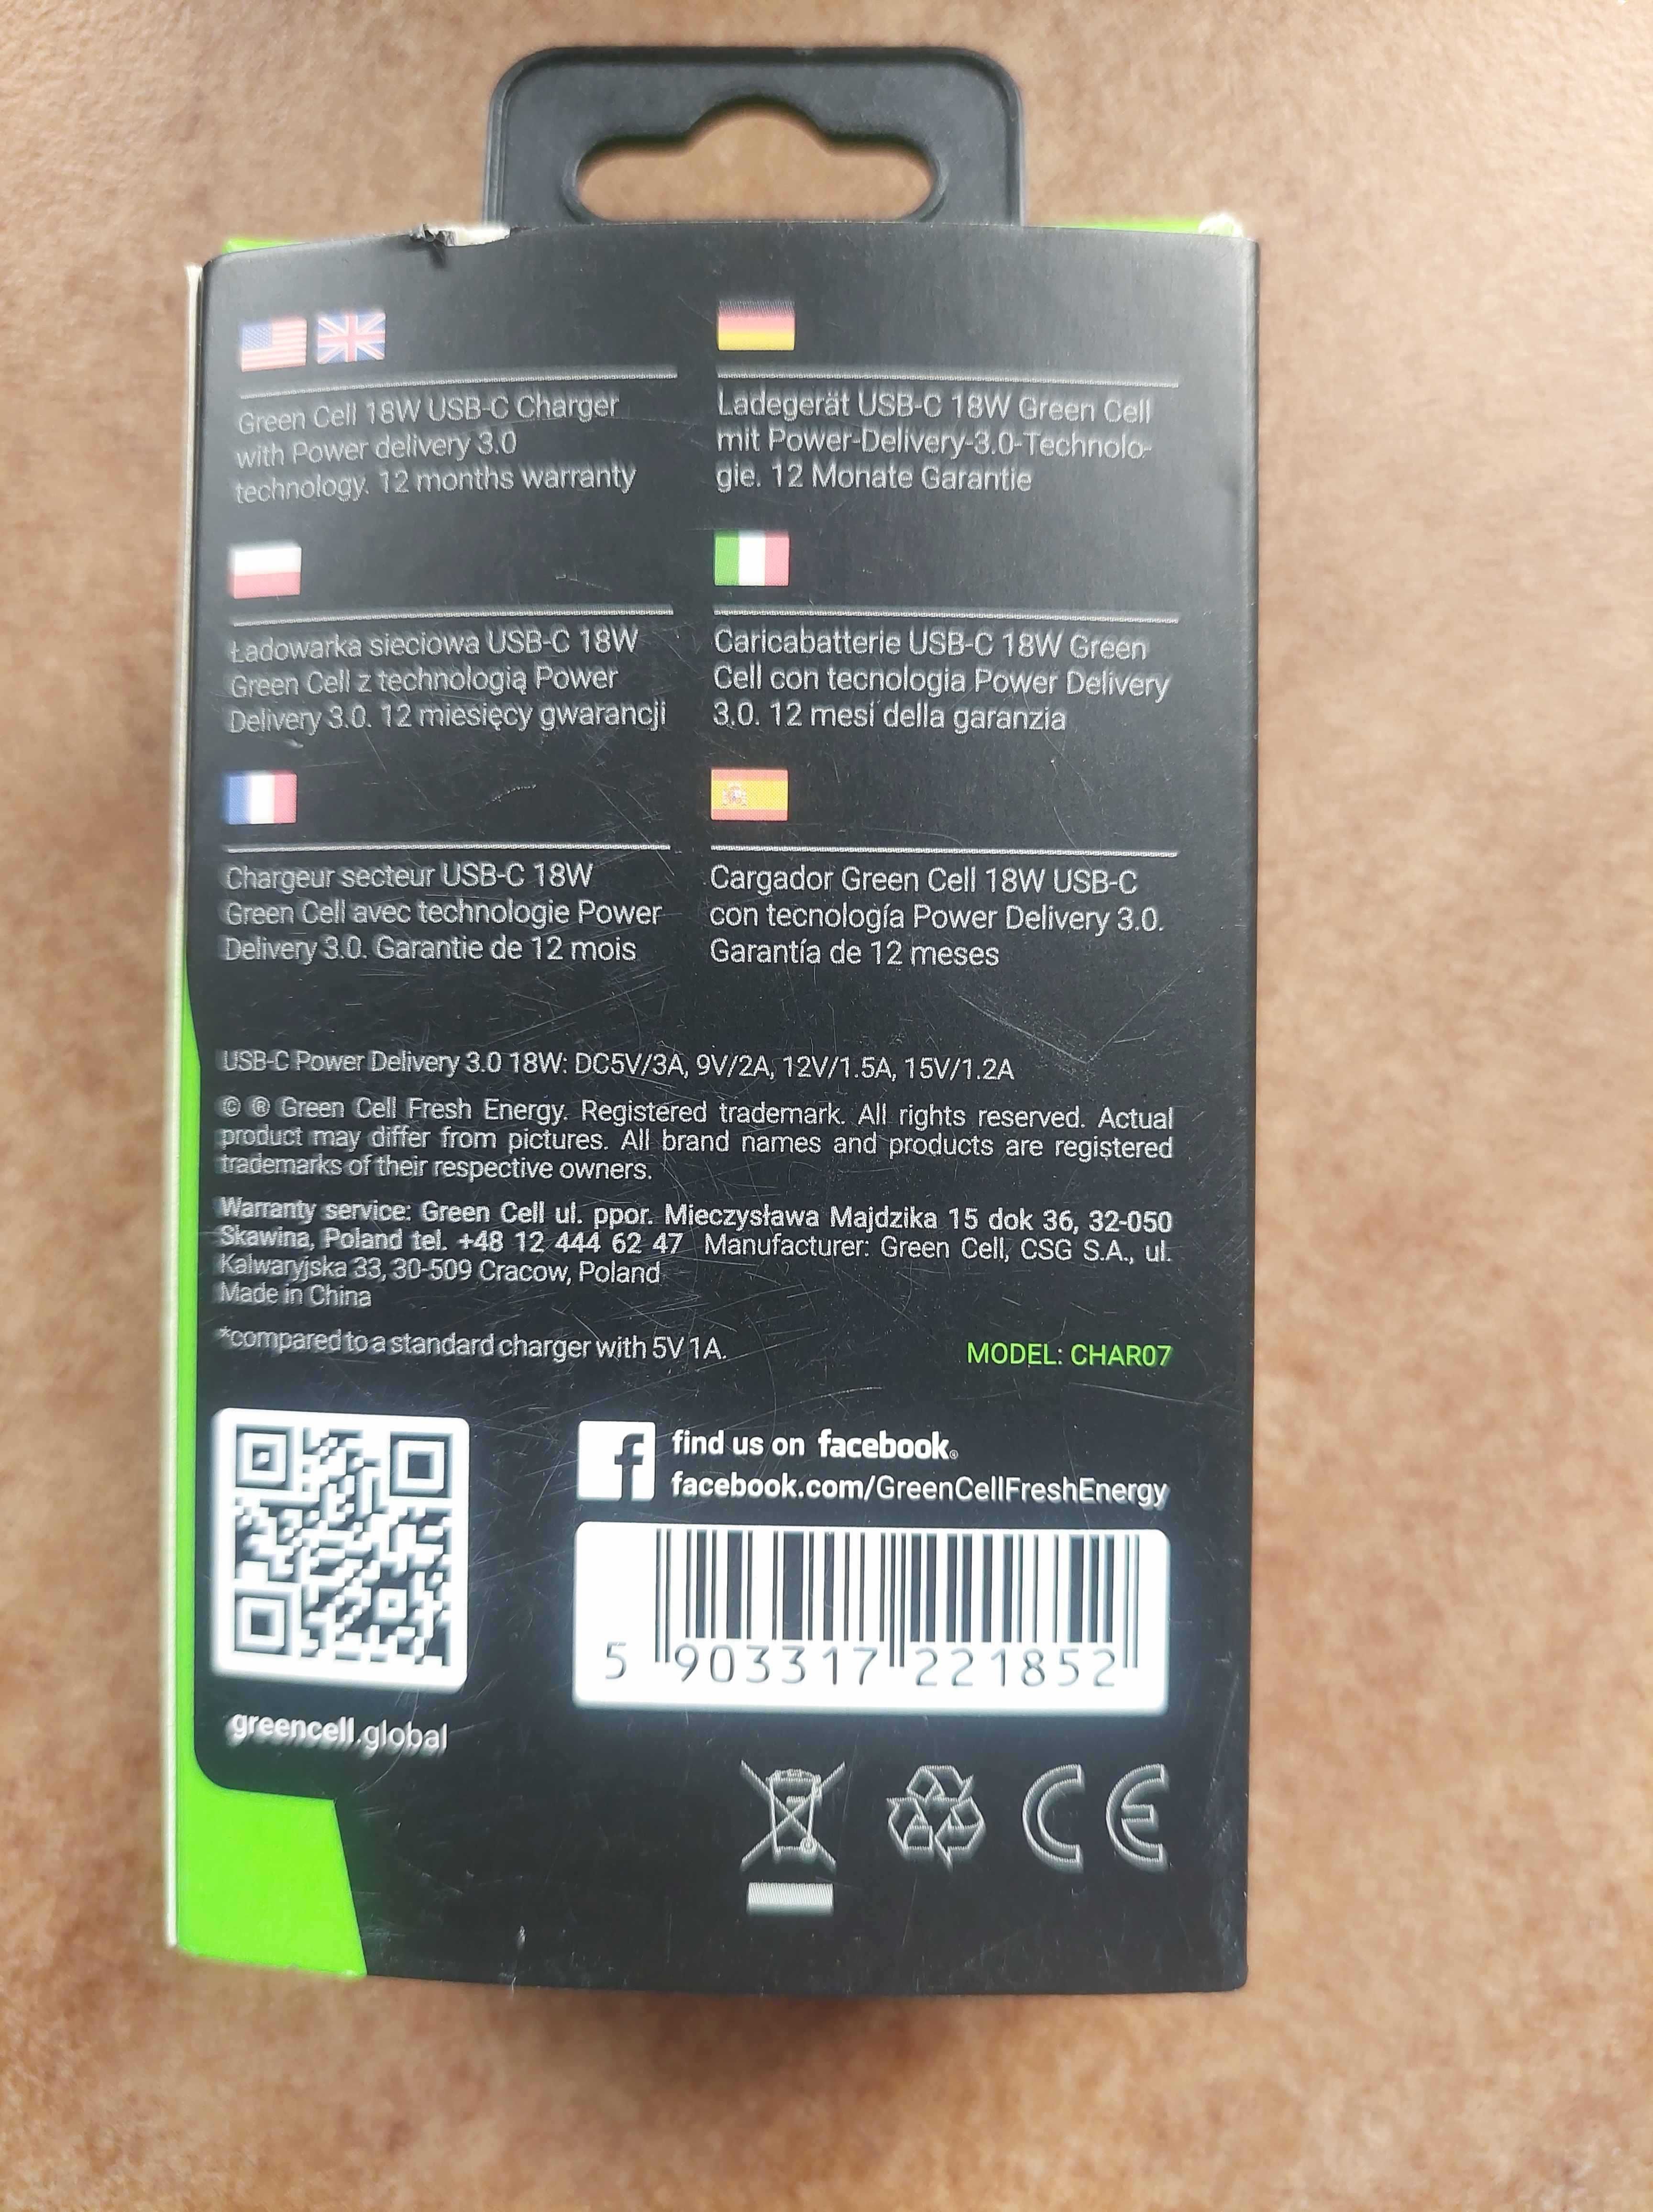 Green Cell 18W USB-C Charger
with Power delivery 3.0
technology. 12 months warranty
Ladegerät USB-C 18W Green Cell
mit Power-Delivery-3.0-Technolo-
gie. 12 Monate Garantie
Ładowarka sieciowa USB-C 18W
Green Cell z technologią Power
Delivery 3.0. 12 miesięcy gwarancji
Caricabatterie USB-C 18W Green
Cell con tecnologia Power Delivery
3.0. 12 mesi della garanzia
Chargeur secteur USB-C 18W
Green Cell avec technologie Power
Delivery 3.0. Garantie de 12 mois
Cargador Green Cell 18W USB-C
con tecnología Power Delivery 3.0.
Garantía de 12 meses
USB-C Power Delivery 3.0 18W: DC5V/3A, 9V/2A, 12V/1.5A, 15V/1.2A
© ® Green Cell Fresh Energy. Registered trademark. All rights reserved. Actual
product may differ from pictures. All brand names and products are registered
trademarks of their respective owners.
Warranty service: Green Cell ul. ppor. Mieczysława Majdzika 15 dok 36, 32-050
Skawina, Poland tel. +48 12 444 62 47 Manufacturer: Green Cell, CSG S.A., ul.
Kalwaryjska 33, 30-509 Cracow, Poland
Made in China
*compared to a standard charger with 5V 1A.
MODEL: CHAR07
find us on facebook®
facebook.com/GreenCellFreshEnergy
5 903317 221852
greencell.global
CE